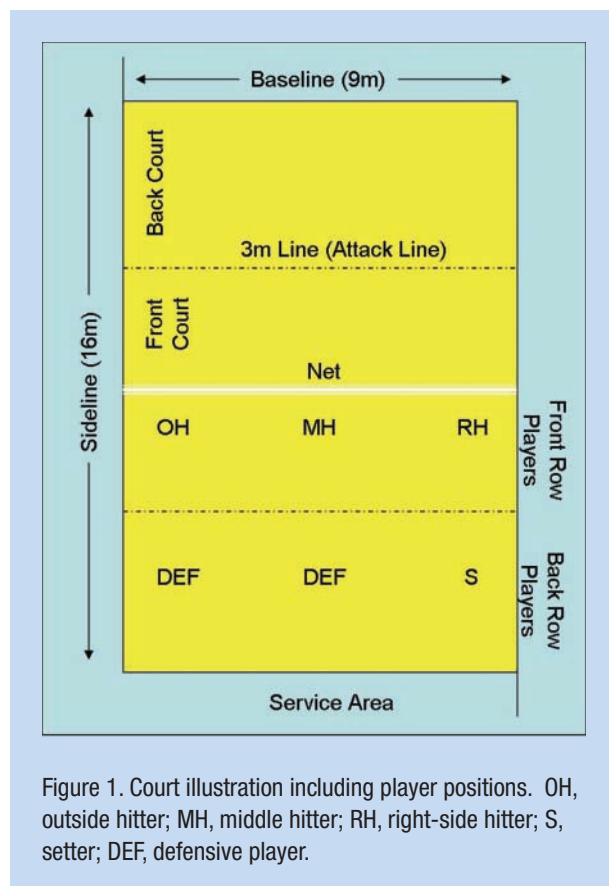 Baseline (9m)
Back Court
3m Line (Attack Line)
Front
Court
Sideline (16m)
Net
OH MH RH
Front Row
Players
DEF DEF S
Back Row
Players
Service Area
Figure 1. Court illustration including player positions. OH,
outside hitter; MH, middle hitter; RH, right-side hitter; S,
setter; DEF, defensive player.